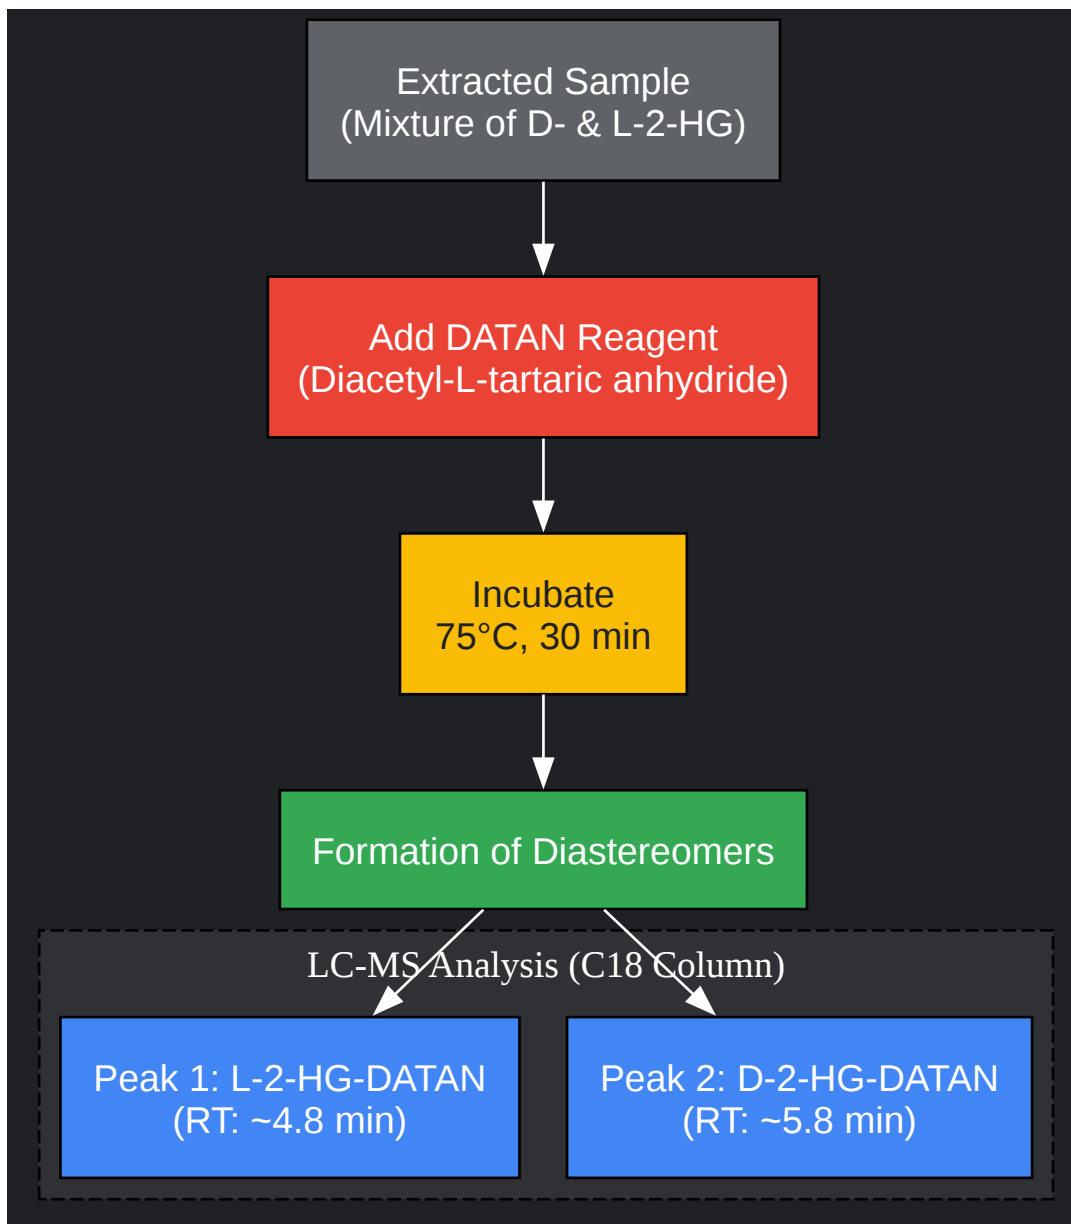 Extracted Sample
(Mixture of D- & L-2-HG)
Add DATAN Reagent
(Diacetyl-L-tartaric anhydride)
Incubate
75°C, 30 min
Formation of Diastereomers
LC-MS Analysis (C18 Column)
Peak 1: L-2-HG-DATAN
(RT: ~4.8 min)
Peak 2: D-2-HG-DATAN
(RT: ~5.8 min)